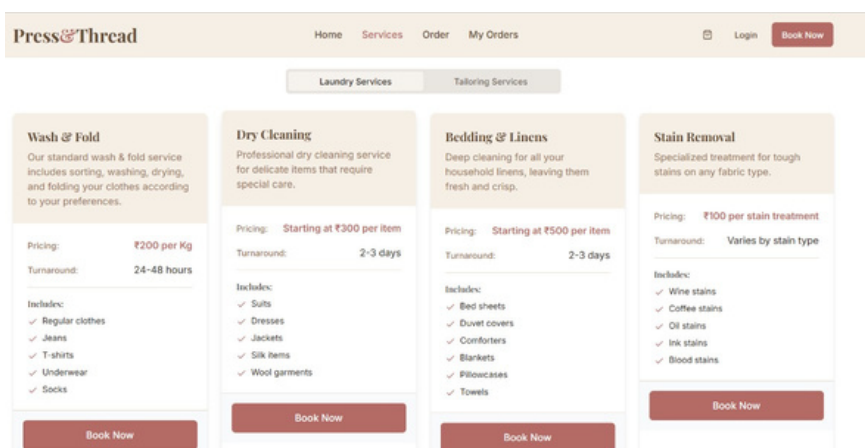 Press&Thread
Home Services Order My Orders
Login Book Now
Laundry Services Tailoring Services
Wash & Fold
Our standard wash & fold service
includes sorting, washing, drying,
and folding your clothes according
to your preferences.
Pricing: ₹200 per Kg
Turnaround: 24-48 hours
Includes:
Regular clothes
Jeans
T-shirts
Underwear
Socks
Book Now
Dry Cleaning
Professional dry cleaning service
for delicate items that require
special care.
Pricing: Starting at ₹300 per item
Turnaround: 2-3 days
Includes:
Suits
Dresses
Jackets
Silk items
Wool garments
Book Now
Bedding & Linens
Deep cleaning for all your
household linens, leaving them
fresh and crisp.
Pricing: Starting at ₹500 per item
Turnaround: 2-3 days
Includes:
Bed sheets
Duvet covers
Comforters
Blankets
Pillowcases
Towels
Book Now
Stain Removal
Specialized treatment for tough
stains on any fabric type.
Pricing: ₹100 per stain treatment
Turnaround: Varies by stain type
Includes:
Wine stains
Coffee stains
Oil stains
Ink stains
Blood stains
Book Now